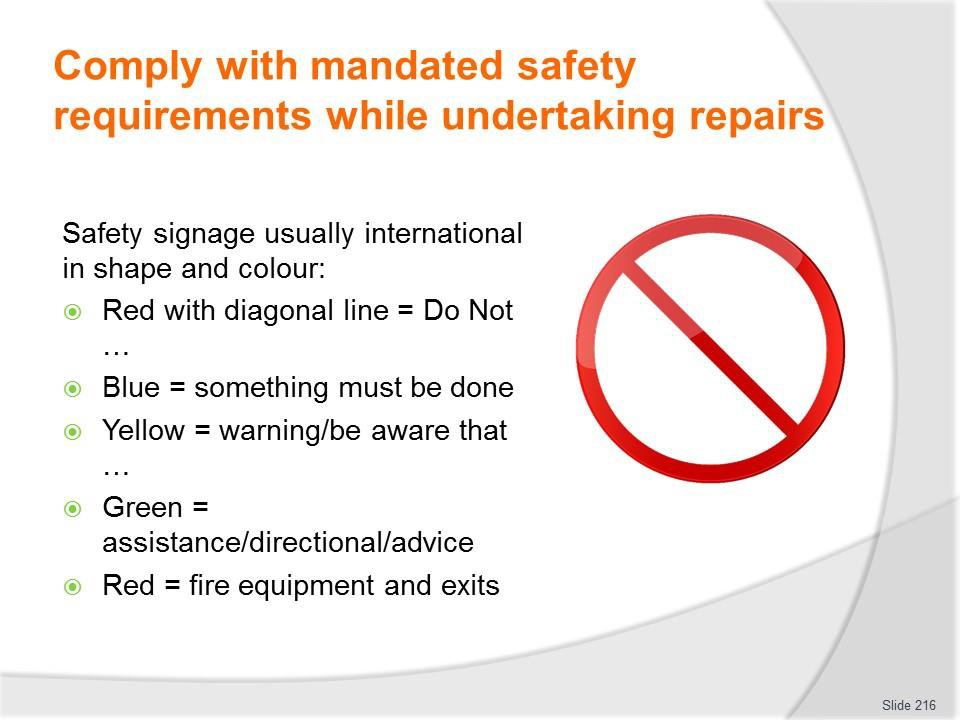 Comply with mandated safety
requirements while undertaking repairs
Safety signage usually international
in shape and colour:
Red with diagonal line = Do Not
…
Blue = something must be done
Yellow = warning/be aware that
…
Green =
assistance/directional/advice
Red = fire equipment and exits
Slide 216